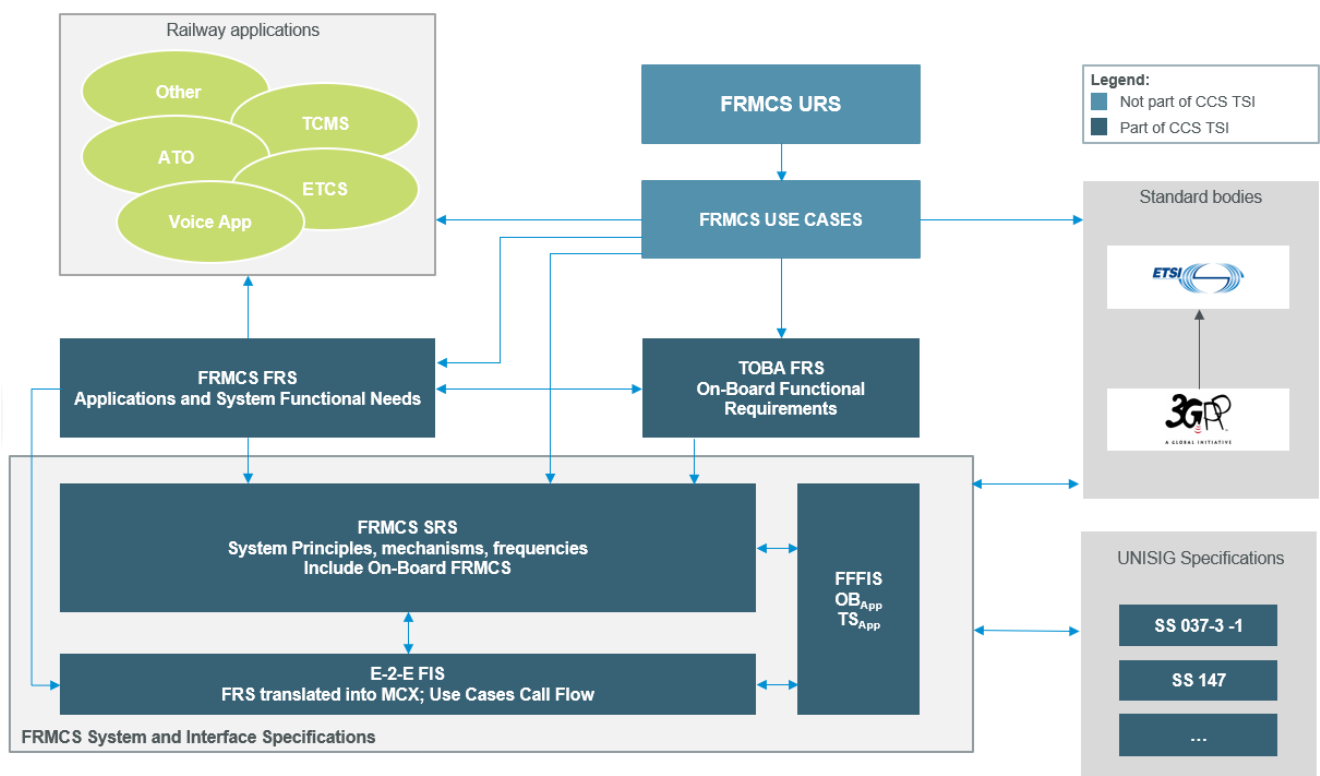 Railway applications
Other
TCMS
ATO
ETCS
Voice App
FRMCS URS
Legend:
Not part of CCS TSI
Part of CCS TSI
FRMCS USE CASES
Standard bodies
ETSI
3GPP
A GLOBAL INITIATIVE
FRMCS FRS
Applications and System Functional Needs
TOBA FRS
On-Board Functional
Requirements
FRMCS SRS
System Principles, mechanisms, frequencies
Include On-Board FRMCS
FFFIS
OBApp
TSApp
E-2-E FIS
FRS translated into MCX; Use Cases Call Flow
FRMCS System and Interface Specifications
UNISIG Specifications
SS 037-3 -1
SS 147
...